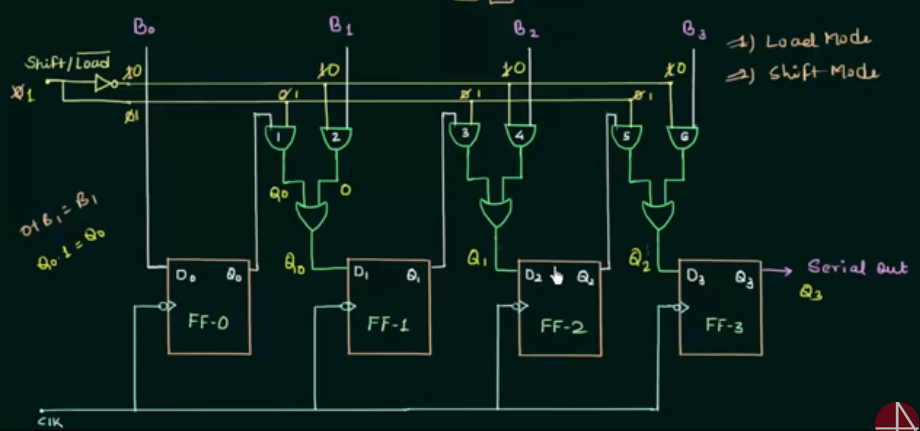 B₀ B₁ B₂ B₃
1) Load Mode
2) Shift Mode
Shift/L̅o̅a̅d̅
1 0 1 0 1 0 1 0
0 1
0 1 0 1 0 1
0 1
1 2 3 4 5 6
Q₀ 0
0+B₁=B₁
Q₀·1=Q₀
Q₀ Q₁ Q₂
D₀ Q₀ D₁ Q₁ D₂ Q₂ D₃ Q₃
Serial Out
Q₃
FF-0 FF-1 FF-2 FF-3
CLK